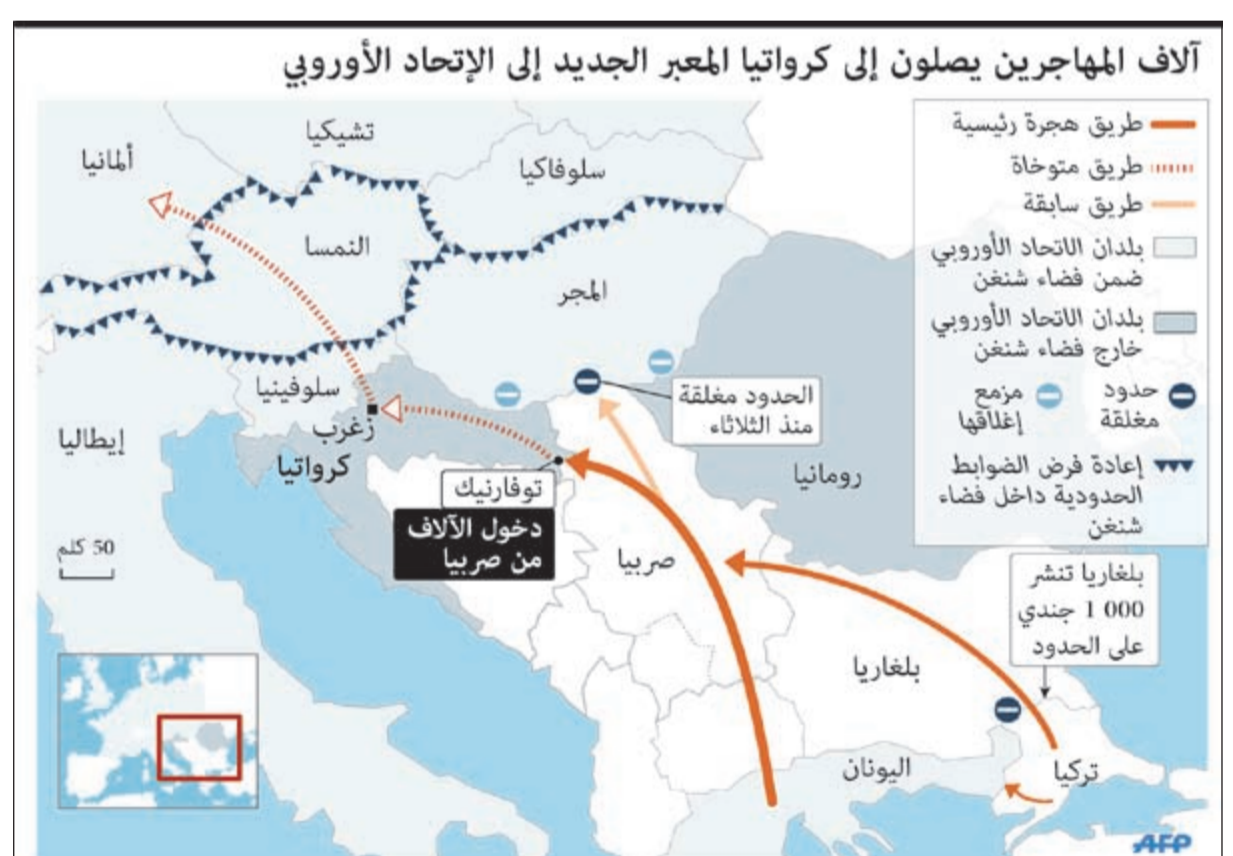 آلاف المهاجرين يصلون إلى كرواتيا المعبر الجديد إلى الإتحاد الأوروبي
طريق هجرة رئيسية
طريق متوخاة
طريق سابقة
بلدان الاتحاد الأوروبي
ضمن فضاء شنغن
بلدان الاتحاد الأوروبي
خارج فضاء شنغن
حدود
مغلقة
مزمع
إغلاقها
إعادة فرض الضوابط
الحدودية داخل فضاء
شنغن
تشيكيا
ألمانيا
سلوفاكيا
النمسا
المجر
الحدود مغلقة
منذ الثلاثاء
سلوفينيا
زغرب
كرواتيا
إيطاليا
رومانيا
توفارنيك
دخول الآلاف
من صربيا
صربيا
50 كلم
بلغاريا تنشر
1 000 جندي
على الحدود
بلغاريا
اليونان
تركيا
AFP